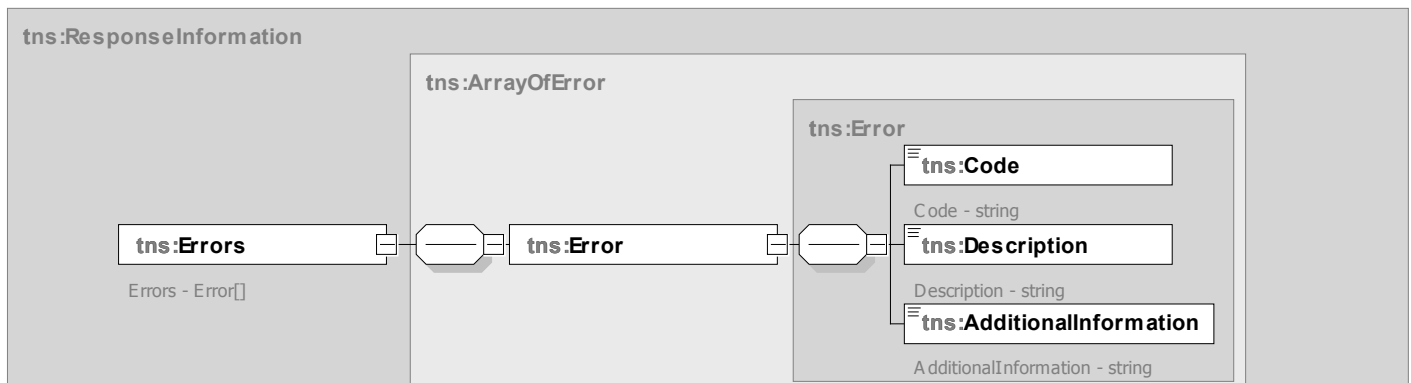 tns:ResponseInformation
tns:ArrayOfError
tns:Error
tns:Code
Code - string
tns:Errors
tns:Error
tns:Description
Errors - Error[]
Description - string
tns:AdditionalInformation
AdditionalInformation - string